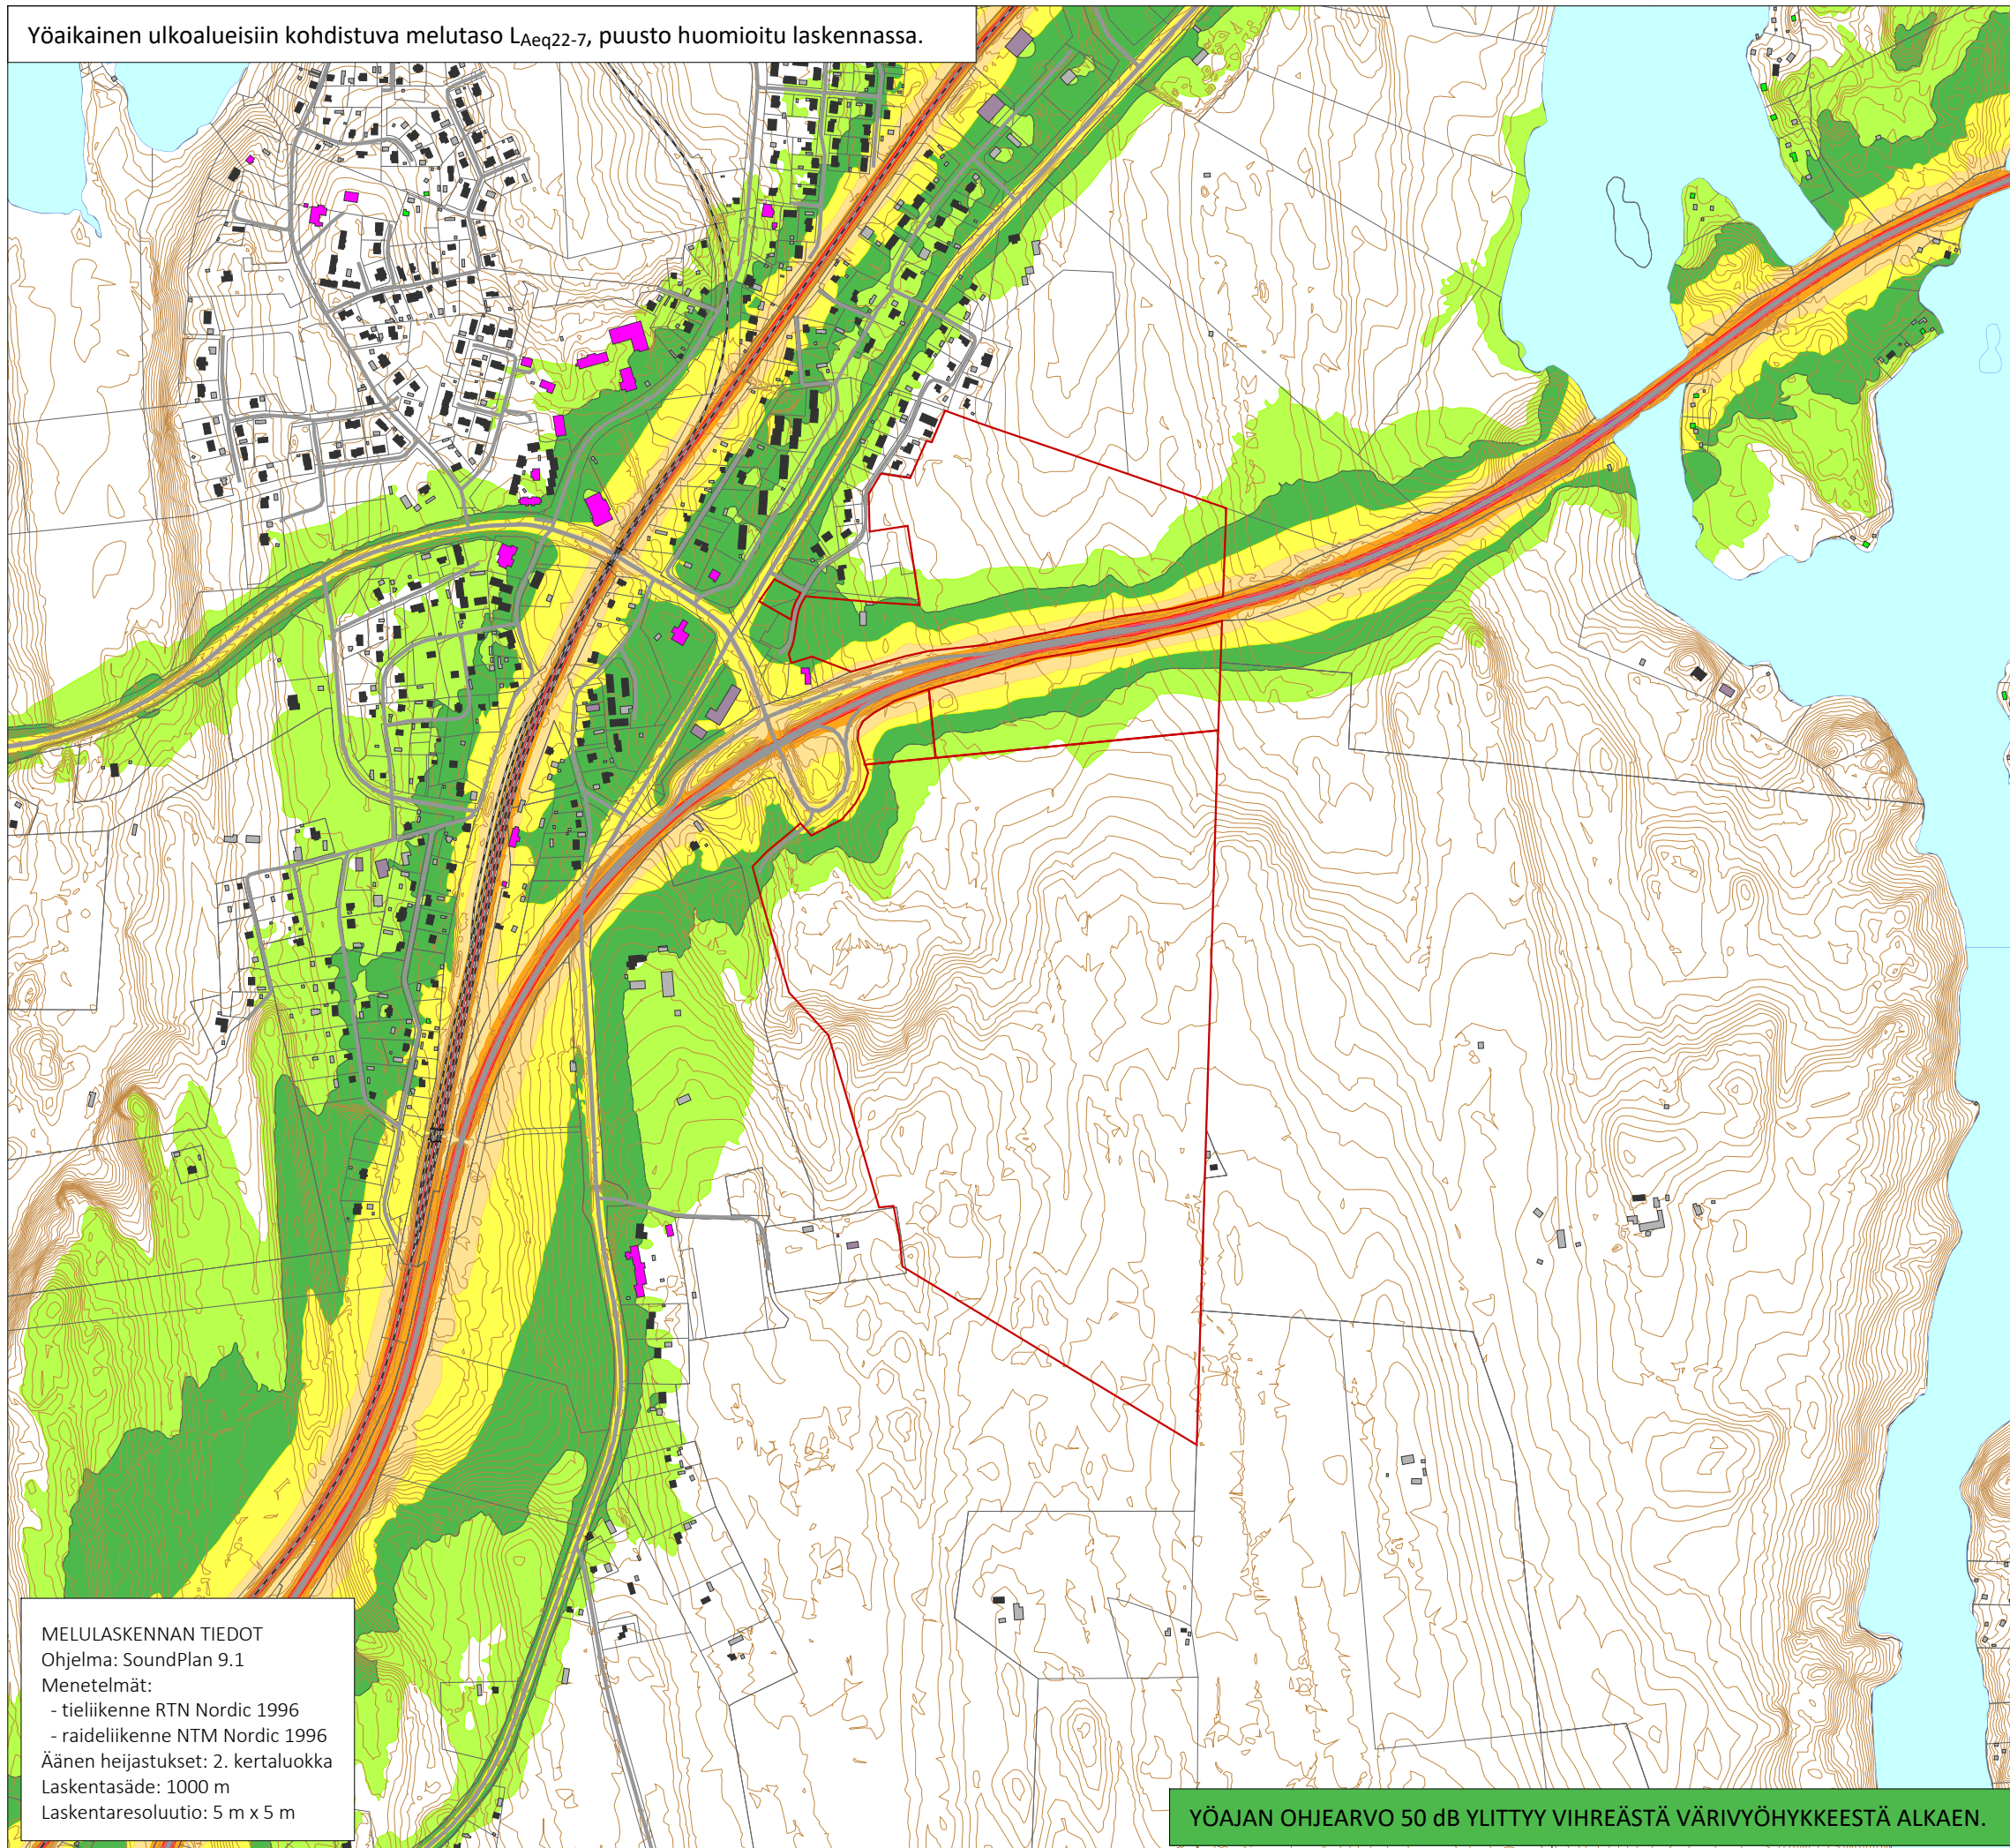 Yöaikainen ulkoalueisiin kohdistuva melutaso LAeq22-7, puusto huomioitu laskennassa.
MELULASKENNAN TIEDOT
Ohjelma: SoundPlan 9.1
Menetelmät:
- tieliikenne RTN Nordic 1996
- raideliikenne NTM Nordic 1996
Äänen heijastukset: 2. kertaluokka
Laskentasäde: 1000 m
Laskentaresoluutio: 5 m x 5 m
YÖAJAN OHJEARVO 50 dB YLITTYY VIHREÄSTÄ VÄRIVYÖHYKKEESTÄ ALKAEN.